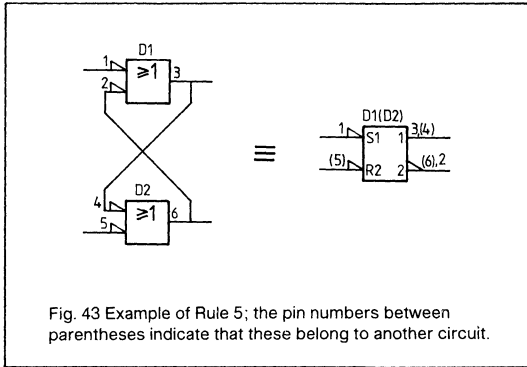 D1
1
2
≥1
3
D2
4
5
≥1
6
≡
D1(D2)
1
S1 1
3,(4)
(5)
R2 2
(6),2
Fig. 43 Example of Rule 5; the pin numbers between
parentheses indicate that these belong to another circuit.